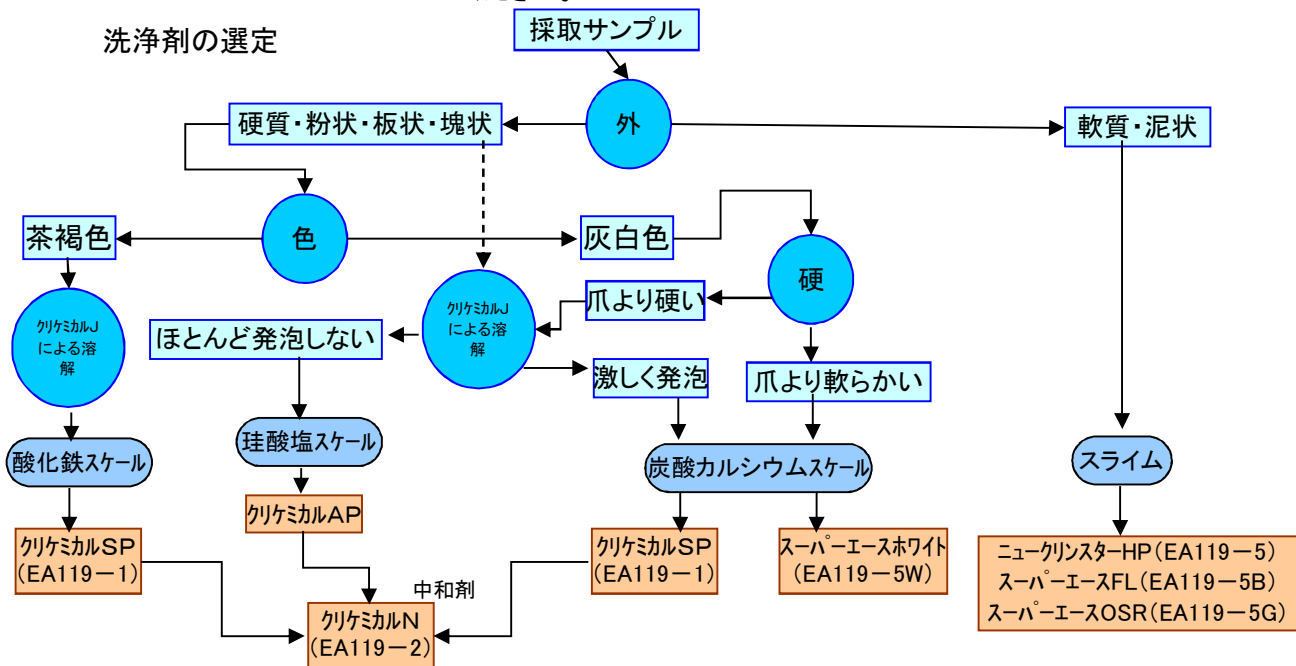 洗浄剤の選定
採取サンプル
外
硬質・粉状・板状・塊状
軟質・泥状
色
茶褐色
灰白色
硬
爪より硬い
ｸﾘｹﾐｶﾙJ
による溶
解
ほとんど発泡しない
ｸﾘｹﾐｶﾙJ
による溶
解
激しく発泡
爪より軟らかい
酸化鉄ｽｹｰﾙ
珪酸塩ｽｹｰﾙ
炭酸カルシウムｽｹｰﾙ
スライム
ｸﾘｹﾐｶﾙAP
ｸﾘｹﾐｶﾙSP
(EA119－1)
ｸﾘｹﾐｶﾙSP
(EA119－1)
ｽｰﾊﾟｰｴｰｽﾎﾜｲﾄ
(EA119－5W)
ﾆｭｰｸﾘﾝｽﾀｰHP(EA119－5)
ｽｰﾊﾟｰｴｰｽFL(EA119－5B)
ｽｰﾊﾟｰｴｰｽOSR(EA119－5G)
中和剤
ｸﾘｹﾐｶﾙN
(EA119－2)